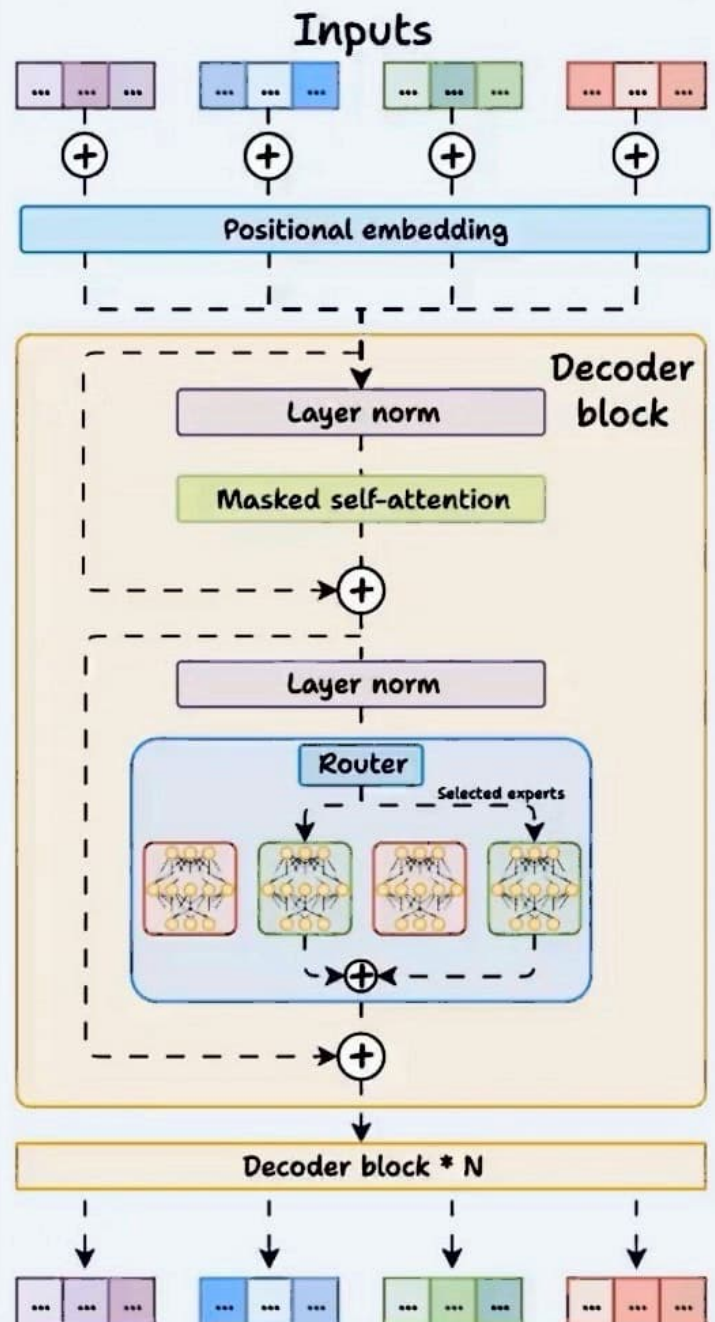 Inputs
... ... ... ... ... ... ... ... ... ... ... ...
Positional embedding
Decoder
block
Layer norm
Masked self-attention
Layer norm
Router
Selected experts
Decoder block * N
... ... ... ... ... ... ... ... ... ... ... ...